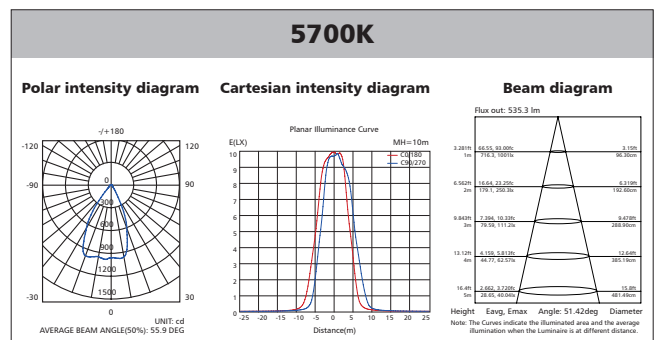 5700K
Polar intensity diagram
Cartesian intensity diagram
Beam diagram
-/+180
-120
120
-90
90
-30
30
0
0
300
600
900
1200
1500
UNIT: cd
AVERAGE BEAM ANGLE(50%): 55.9 DEG
Planar Illuminance Curve
E(LX)
MH=10m
C0/180
C90/270
10
9
8
7
6
5
4
3
2
1
0
-25 -20 -15 -10 -5 0 5 10 15 20 25
Distance(m)
Flux out: 535.3 lm
3.281ft 66.55, 93.00fc 3.15ft
1m 716.3, 1001lx 96.30cm
6.562ft 16.64, 23.25fc 6.319ft
2m 179.1, 250.3lx 192.60cm
9.843ft 7.394, 10.33fc 9.478ft
3m 79.59, 111.2lx 288.90cm
13.12ft 4.159, 5.813fc 12.64ft
4m 44.77, 62.57lx 385.19cm
16.4ft 2.662, 3.720fc 15.8ft
5m 28.65, 40.04lx 481.49cm
Height Eavg, Emax Angle: 51.42deg Diameter
Note: The Curves indicate the illuminated area and the average
illumination when the Luminaire is at different distance.